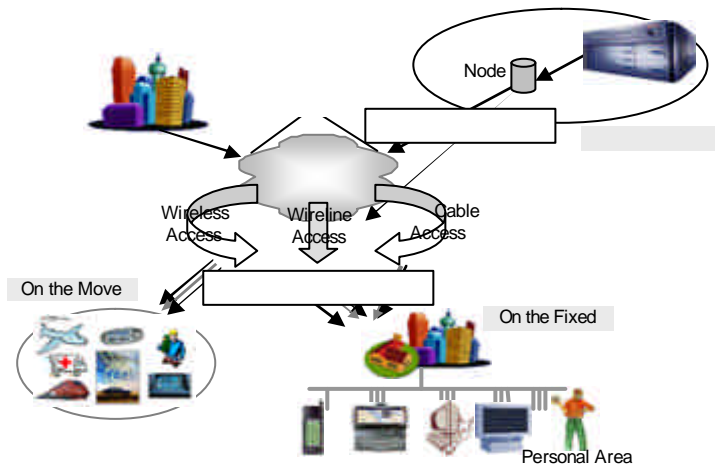 Node
Wireless
Access
Wireline
Access
Cable
Access
On the Move
On the Fixed
Personal Area